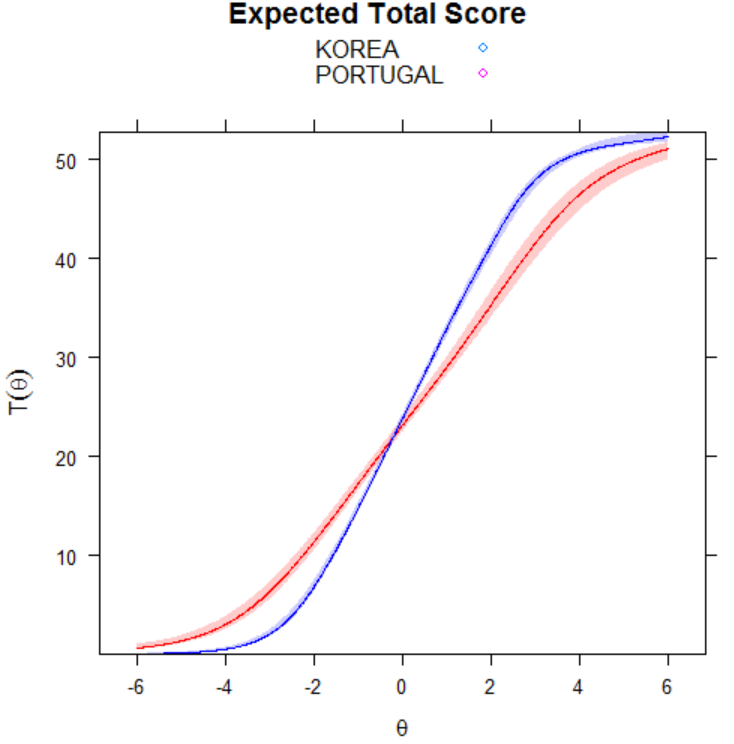 Expected Total Score
KOREA
PORTUGAL
50
40
30
20
10
T(θ)
-6 -4 -2 0 2 4 6
θ